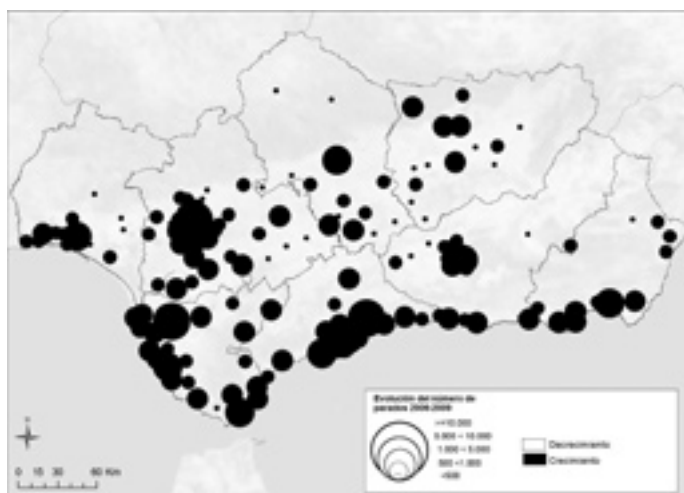 Evolución del número de
parados 2006-2009
>=10.000
5.000 - 10.000
1.000 - 5.000
500 - 1.000
<500
Decrecimiento
Crecimiento
0 15 30 60 Km